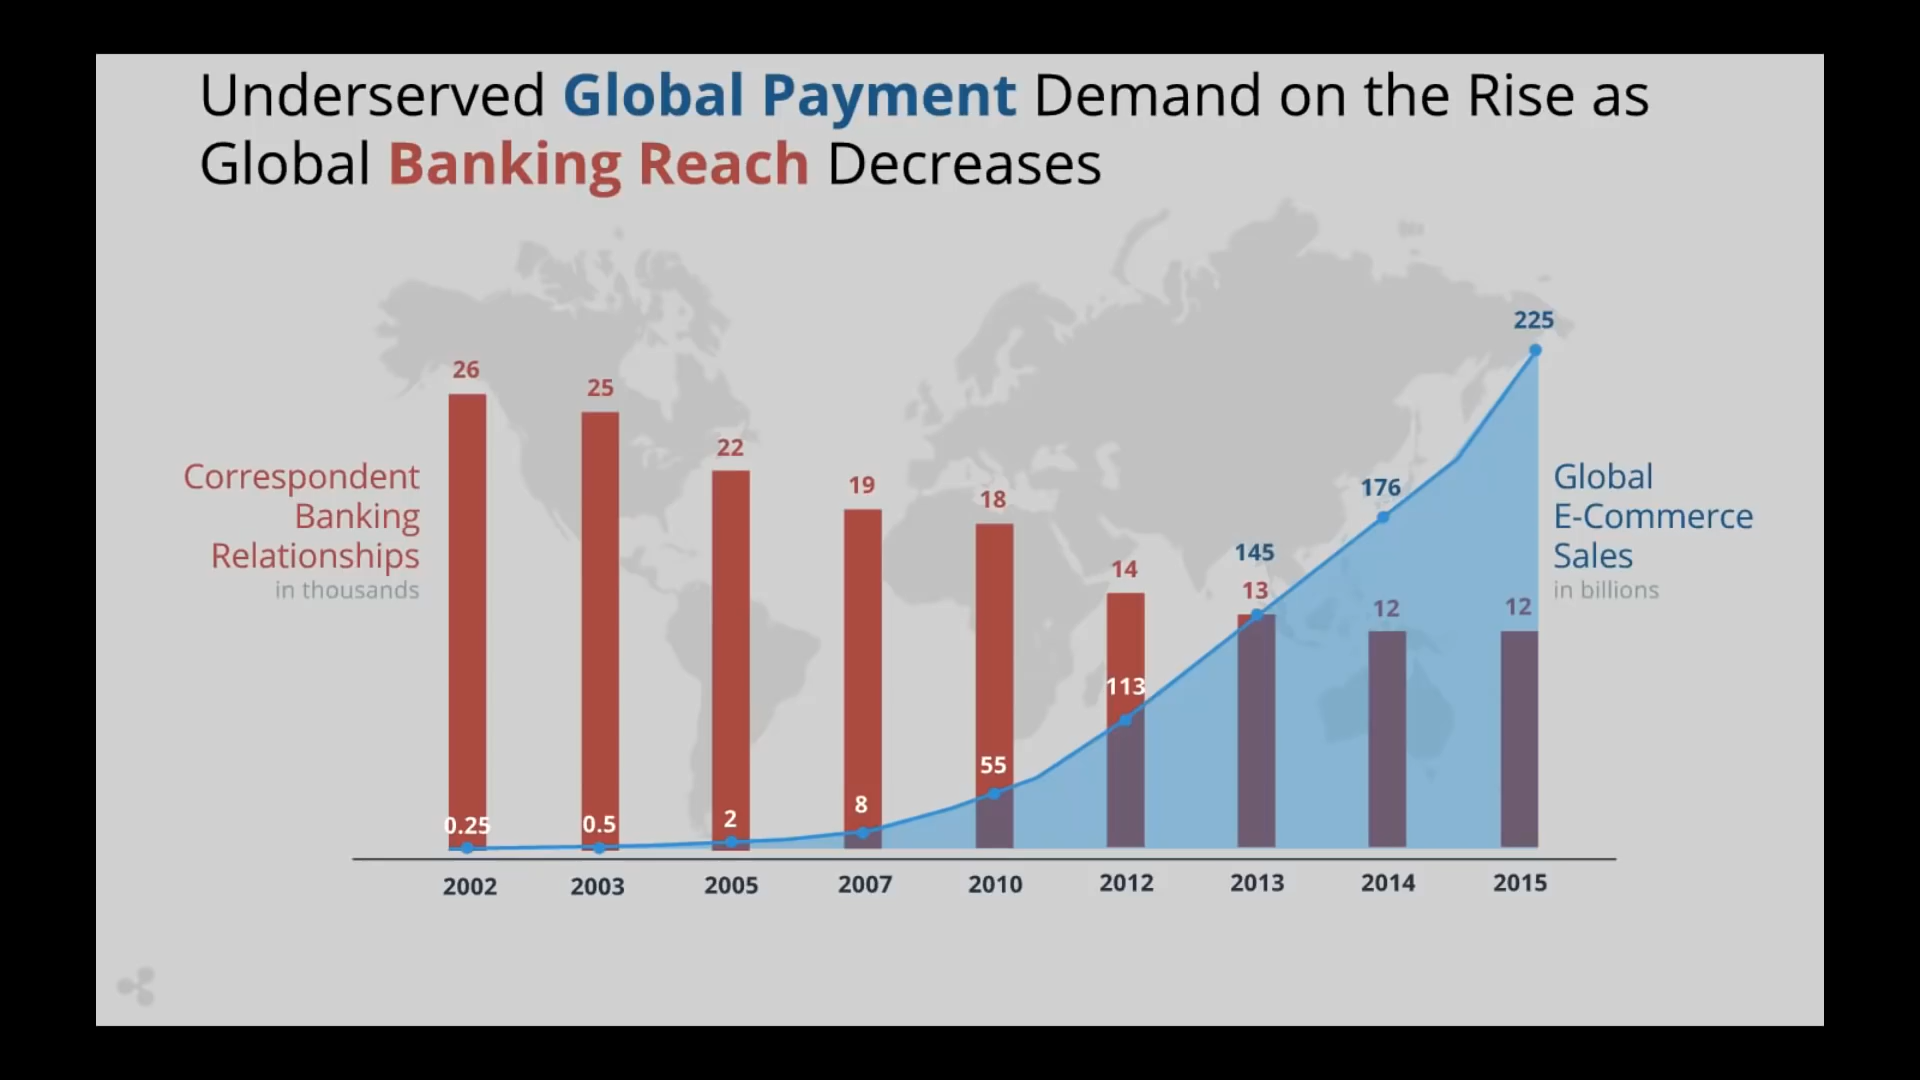 Underserved Global Payment Demand on the Rise as
Global Banking Reach Decreases
Correspondent
Banking
Relationships
in thousands
26
25
22
19
18
14
13
12
12
0.25
0.5
2
8
55
113
145
176
225
Global
E-Commerce
Sales
in billions
2002
2003
2005
2007
2010
2012
2013
2014
2015